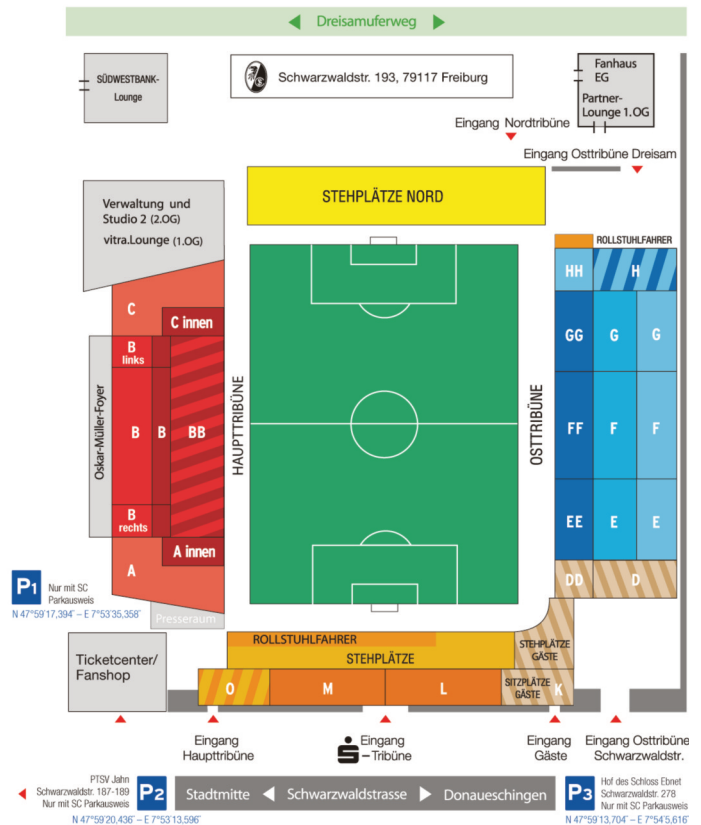 Dreisamuferweg
SÜDWESTBANK-
Lounge
Schwarzwaldstr. 193, 79117 Freiburg
Fanhaus
EG
Partner-
Lounge 1.OG
Eingang Nordtribüne
Eingang Osttribüne Dreisam
STEHPLÄTZE NORD
Verwaltung und
Studio 2 (2.OG)
vitra.Lounge (1.OG)
ROLLSTUHLFAHRER
HH
H
C
C innen
B
links
GG
G
G
Oskar-Müller-Foyer
B
B
BB
HAUPTTRIBÜNE
OSTTRIBÜNE
FF
F
F
B
rechts
EE
E
E
A innen
A
DD
D
P1
Nur mit SC
Parkausweis
N 47°59'17,394" – E 7°53'35,358"
Presseraum
Ticketcenter/
Fanshop
ROLLSTUHLFAHRER
STEHPLÄTZE
STEHPLÄTZE
GÄSTE
O
M
L
SITZPLÄTZE
GÄSTE
K
Eingang
Haupttribüne
Eingang
–Tribüne
Eingang
Gäste
Eingang Osttribüne
Schwarzwaldstr.
PTSV Jahn
Schwarzwaldstr. 187-189
Nur mit SC Parkausweis
P2
N 47°59'20,436" – E 7°53'13,596"
Stadtmitte
Schwarzwaldstrasse
Donaueschingen
P3
Hof des Schloss Ebnet
Schwarzwaldstr. 278
Nur mit SC Parkausweis
N 47°59'13,704" – E 7°54'5,616"